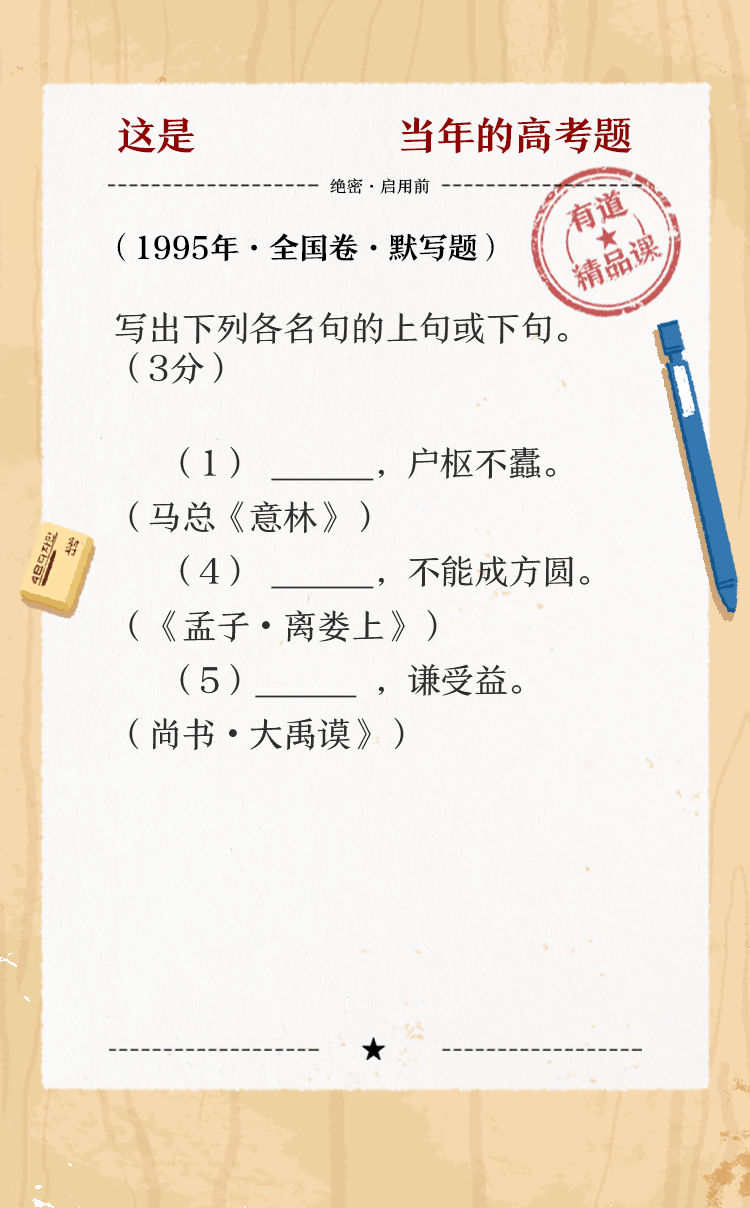 这是 当年的高考题
绝密·启用前
有道
精品课
（1995年·全国卷·默写题）
写出下列各名句的上句或下句。
（3分）
（1） ______，户枢不蠹。
（马总《意林》）
（4） ______，不能成方圆。
（《孟子·离娄上》）
（5）______ ，谦受益。
（尚书·大禹谟》）